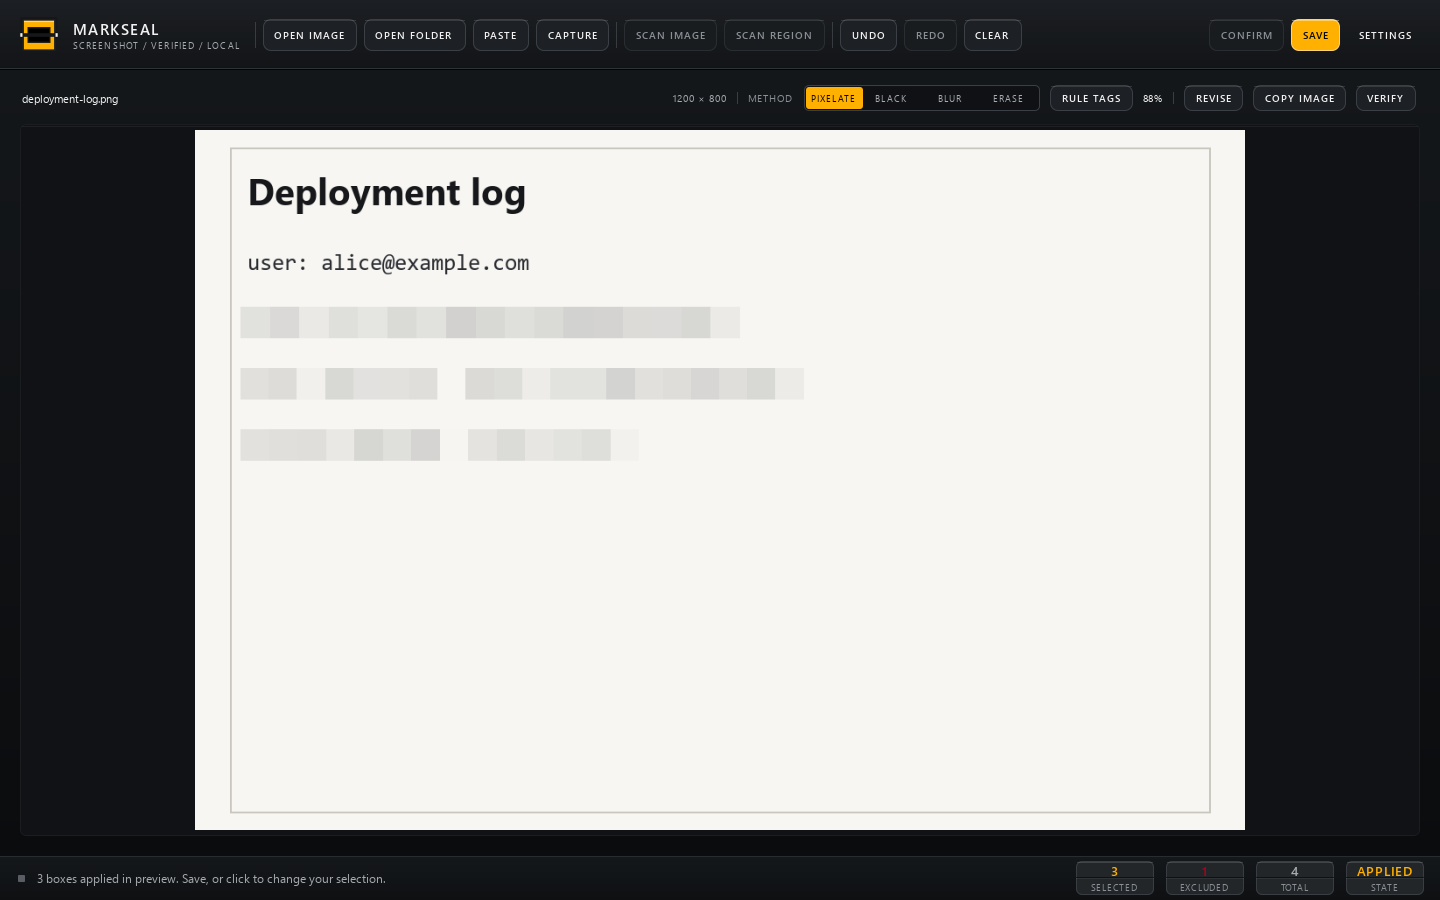 MARKSEAL
SCREENSHOT / VERIFIED / LOCAL
OPEN IMAGE
OPEN FOLDER
PASTE
CAPTURE
SCAN IMAGE
SCAN REGION
UNDO
REDO
CLEAR
CONFIRM
SAVE
SETTINGS
deployment-log.png
1200 × 800
METHOD
PIXELATE
BLACK
BLUR
ERASE
RULE TAGS
88%
REVISE
COPY IMAGE
VERIFY
Deployment log
user: alice@example.com
3 boxes applied in preview. Save, or click to change your selection.
3
SELECTED
1
EXCLUDED
4
TOTAL
APPLIED
STATE